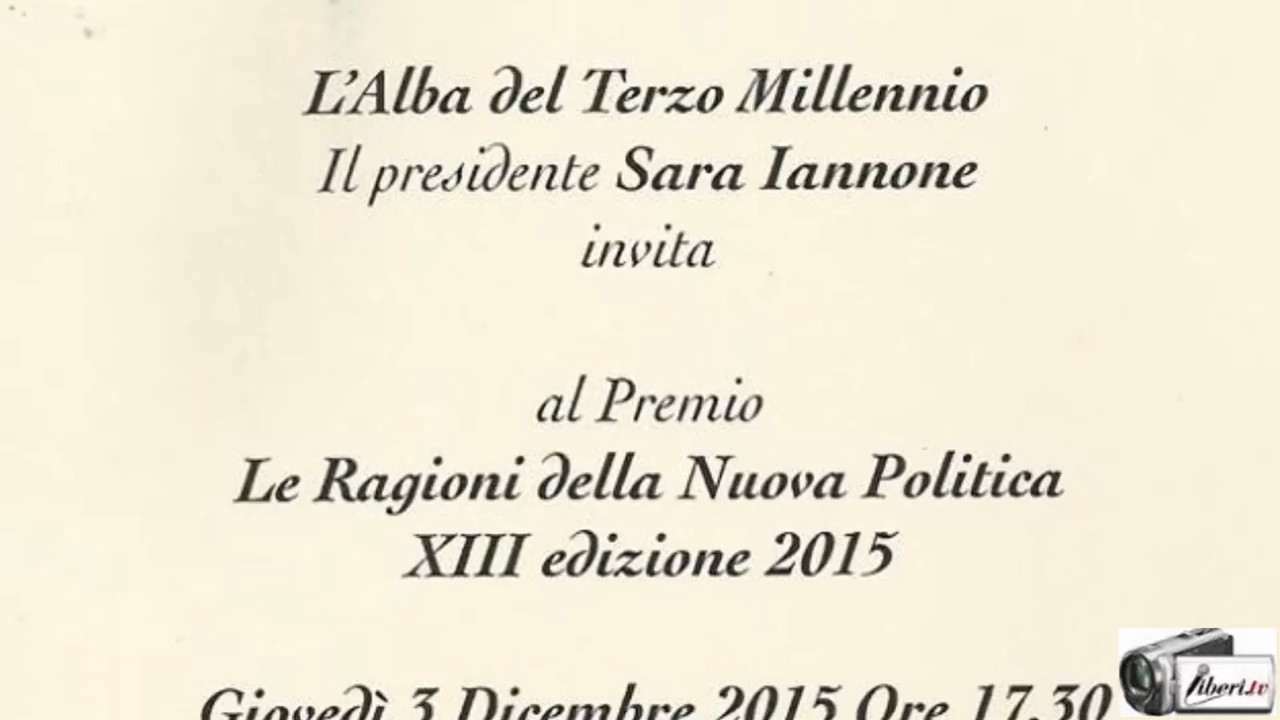 L'Alba del Terzo Millennio
Il presidente Sara Iannone
invita
al Premio
Le Ragioni della Nuova Politica
XIII edizione 2015
Giovedì 3 Dicembre 2015 Ore 17.30
liberi.tv